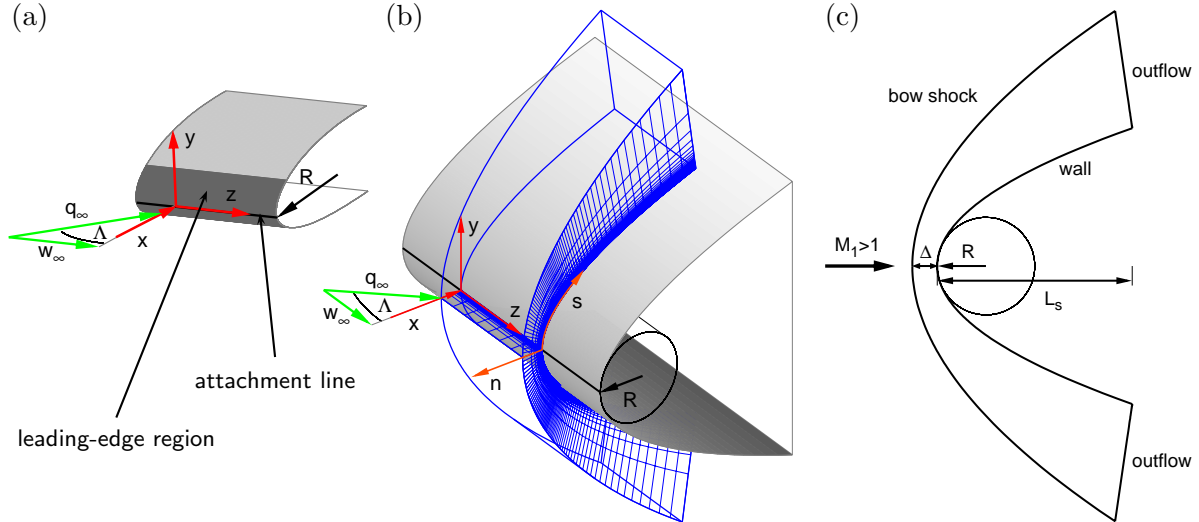 (a)
y
R
z
q∞
Λ
x
w∞
attachment line
leading-edge region
(b)
y
q∞
Λ
z
s
w∞
x
n
R
(c)
outflow
bow shock
wall
M₁>1
Δ
R
Lₛ
outflow